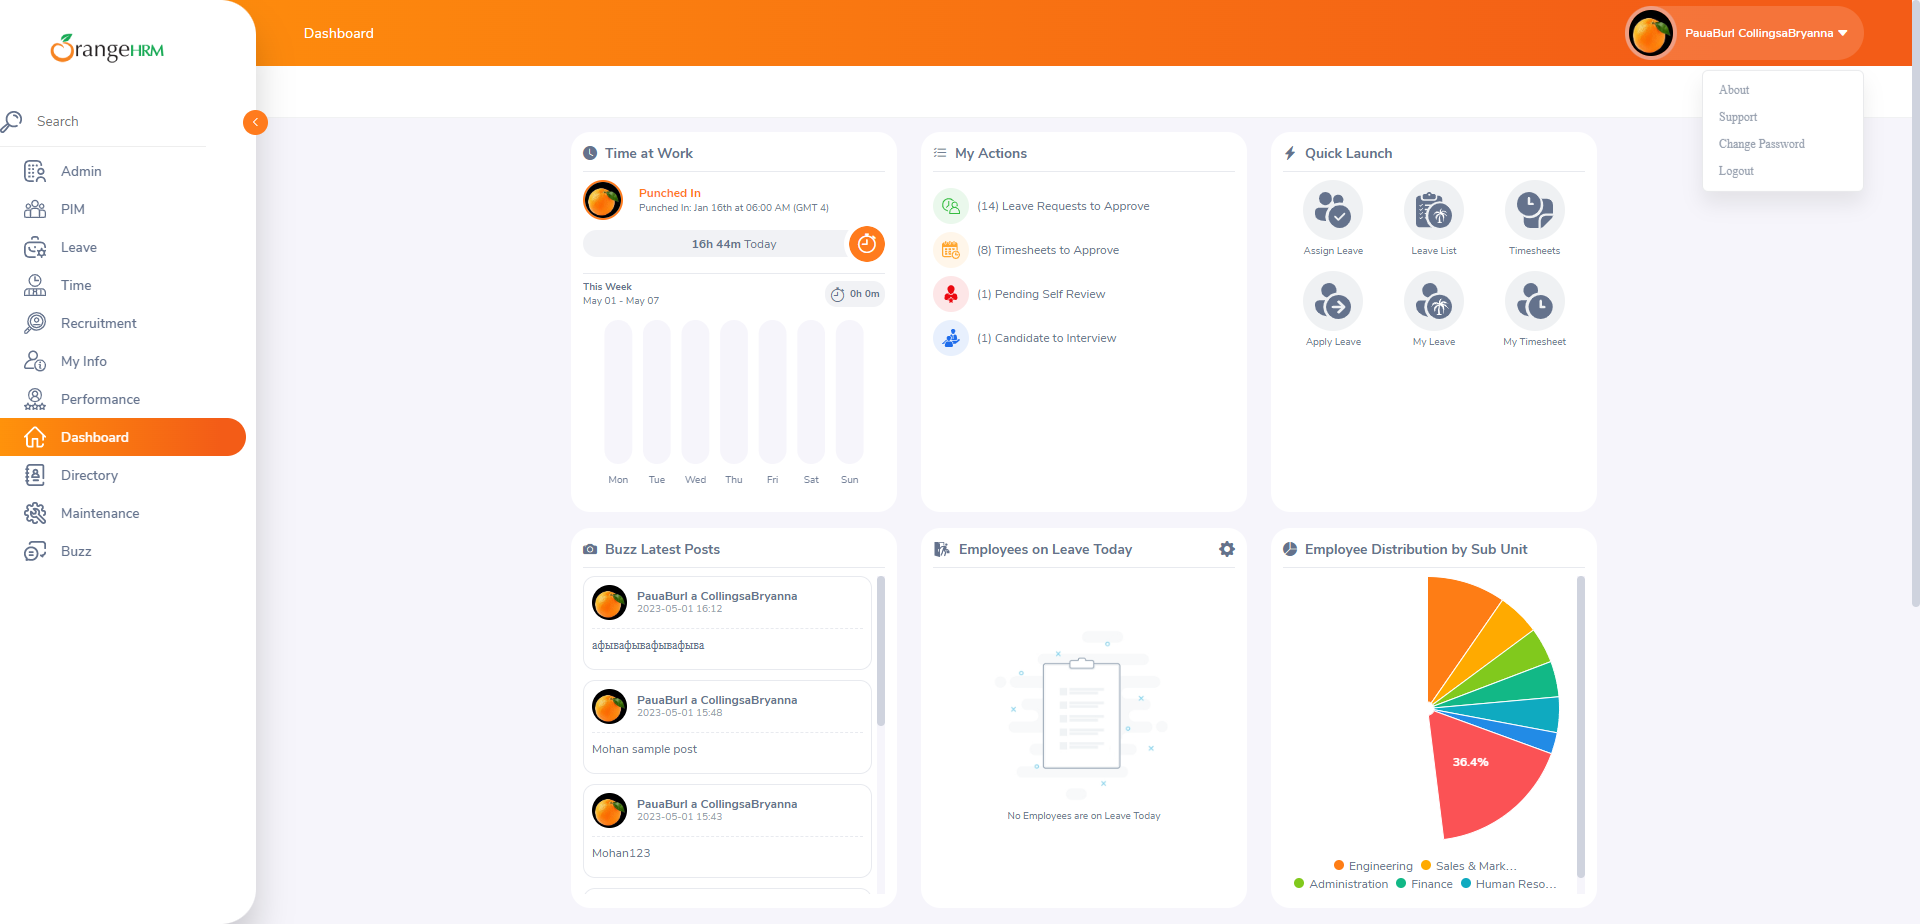 OrangeHRM
Search
Admin
PIM
Leave
Time
Recruitment
My Info
Performance
Dashboard
Directory
Maintenance
Buzz
Dashboard
PauaBurl CollingsaBryanna
About
Support
Change Password
Logout
Time at Work
Punched In
Punched In: Jan 16th at 06:00 AM (GMT 4)
16h 44m Today
This Week
May 01 - May 07
0h 0m
Mon Tue Wed Thu Fri Sat Sun
My Actions
(14) Leave Requests to Approve
(8) Timesheets to Approve
(1) Pending Self Review
(1) Candidate to Interview
Quick Launch
Assign Leave Leave List Timesheets
Apply Leave My Leave My Timesheet
Buzz Latest Posts
PauaBurl a CollingsaBryanna
2023-05-01 16:12
афывафывафывафыва
PauaBurl a CollingsaBryanna
2023-05-01 15:48
Mohan sample post
PauaBurl a CollingsaBryanna
2023-05-01 15:43
Mohan123
Employees on Leave Today
No Employees are on Leave Today
Employee Distribution by Sub Unit
36.4%
Engineering Sales & Mark...
Administration Finance Human Reso...